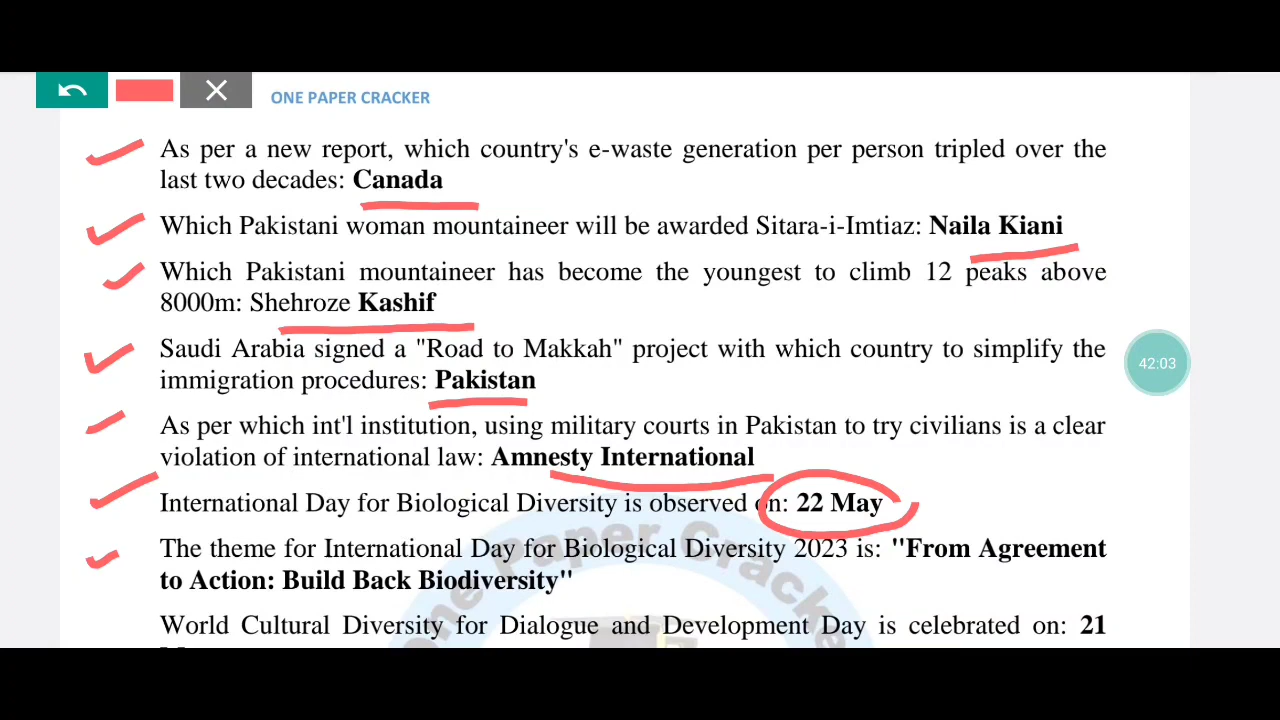 ONE PAPER CRACKER
As per a new report, which country's e-waste generation per person tripled over the
last two decades: Canada
Which Pakistani woman mountaineer will be awarded Sitara-i-Imtiaz: Naila Kiani
Which Pakistani mountaineer has become the youngest to climb 12 peaks above
8000m: Shehroze Kashif
Saudi Arabia signed a "Road to Makkah" project with which country to simplify the
immigration procedures: Pakistan
42:03
As per which int'l institution, using military courts in Pakistan to try civilians is a clear
violation of international law: Amnesty International
International Day for Biological Diversity is observed on: 22 May
The theme for International Day for Biological Diversity 2023 is: "From Agreement
to Action: Build Back Biodiversity"
One Paper Cracke
World Cultural Diversity for Dialogue and Development Day is celebrated on: 21